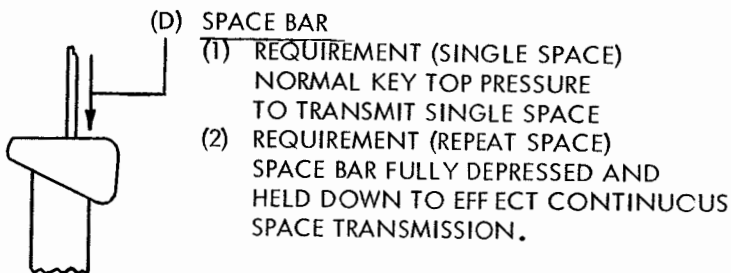 (D) SPACE BAR
(1) REQUIREMENT (SINGLE SPACE)
NORMAL KEY TOP PRESSURE
TO TRANSMIT SINGLE SPACE
(2) REQUIREMENT (REPEAT SPACE)
SPACE BAR FULLY DEPRESSED AND
HELD DOWN TO EFF ECT CONTINUCUS
SPACE TRANSMISSION.